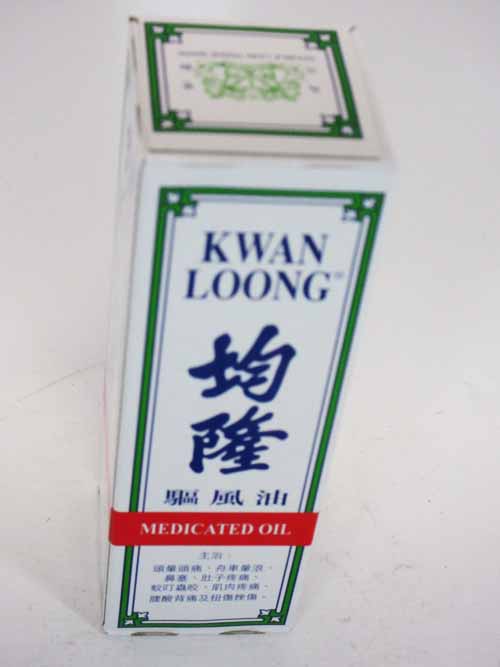 KWAN
LOONG
均
隆
驅風油
MEDICATED OIL
主治：
頭暈頭痛、舟車暈浪、
鼻塞、肚子疼痛、
蚊叮蟲咬、肌肉疼痛、
腰酸背痛及扭傷挫傷。